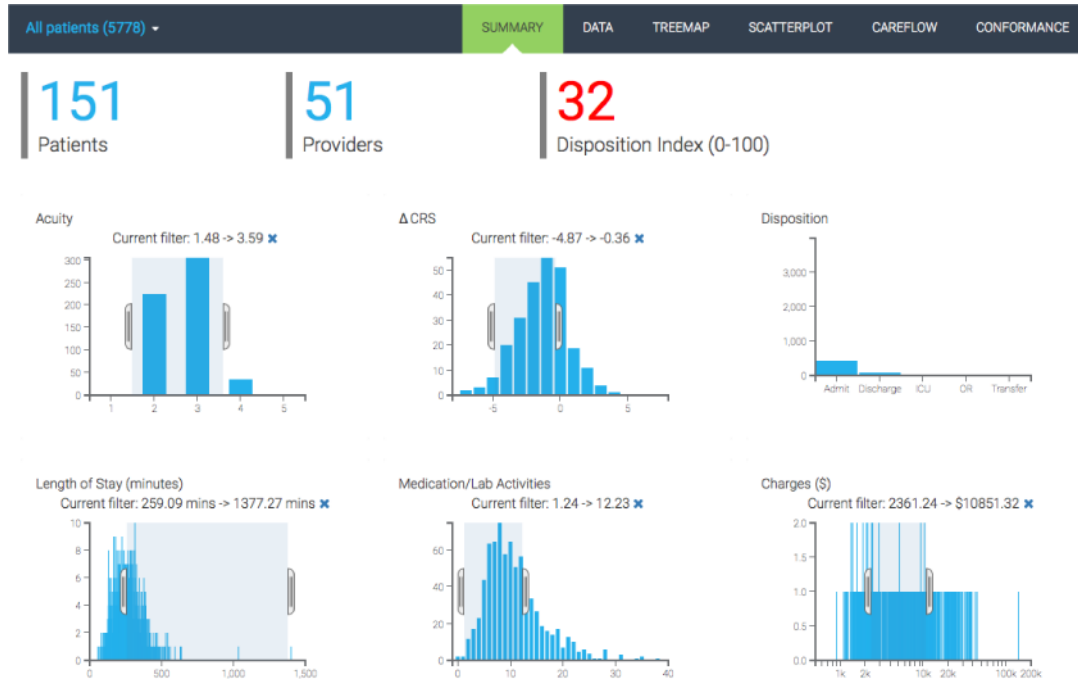 All patients (5778)
SUMMARY DATA TREEMAP SCATTERPLOT CAREFLOW CONFORMANCE
151 51 32
Patients Providers Disposition Index (0-100)
Acuity
Current filter: 1.48 -> 3.59 ×
300
250
200
150
100
50
0
1 2 3 4 5
Δ CRS
Current filter: -4.87 -> -0.36 ×
50
40
30
20
10
0
-5 0 5
Disposition
3,000
2,000
1,000
0
Admit Discharge ICU OR Transfer
Length of Stay (minutes)
Current filter: 259.09 mins -> 1377.27 mins ×
10
8
6
4
2
0
0 500 1,000 1,500
Medication/Lab Activities
Current filter: 1.24 -> 12.23 ×
60
40
20
0
0 10 20 30 40
Charges ($)
Current filter: 2361.24 -> $10851.32 ×
2.0
1.5
1.0
0.5
0.0
1k 2k 10k 20k 100k 200k